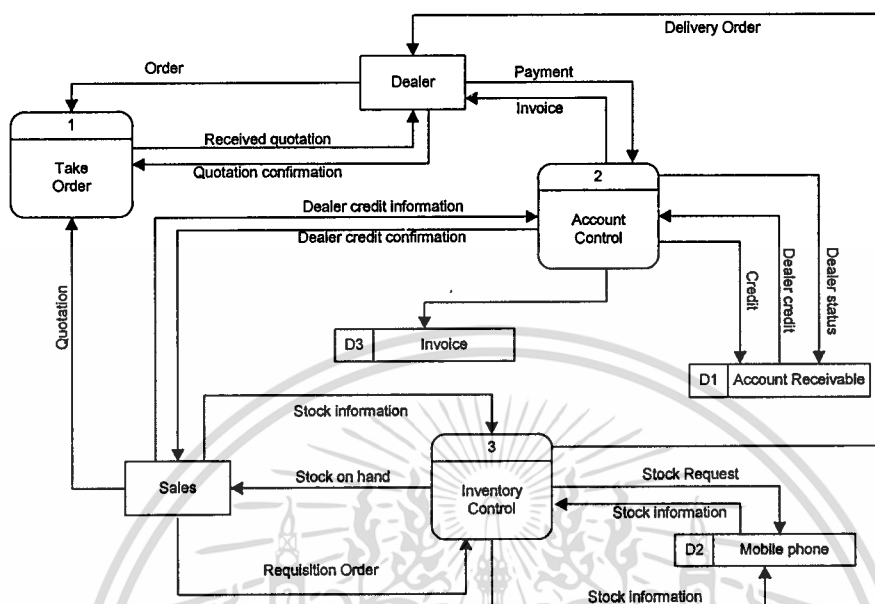 Delivery Order
Order
Dealer
Payment
Invoice
1
Take
Order
Received quotation
Quotation confirmation
2
Account
Control
Dealer credit information
Dealer credit confirmation
Quotation
Credit
Dealer credit
Dealer status
D3 Invoice
D1 Account Receivable
Stock information
3
Inventory
Control
Sales
Stock on hand
Stock Request
Stock information
D2 Mobile phone
Requisition Order
Stock Information